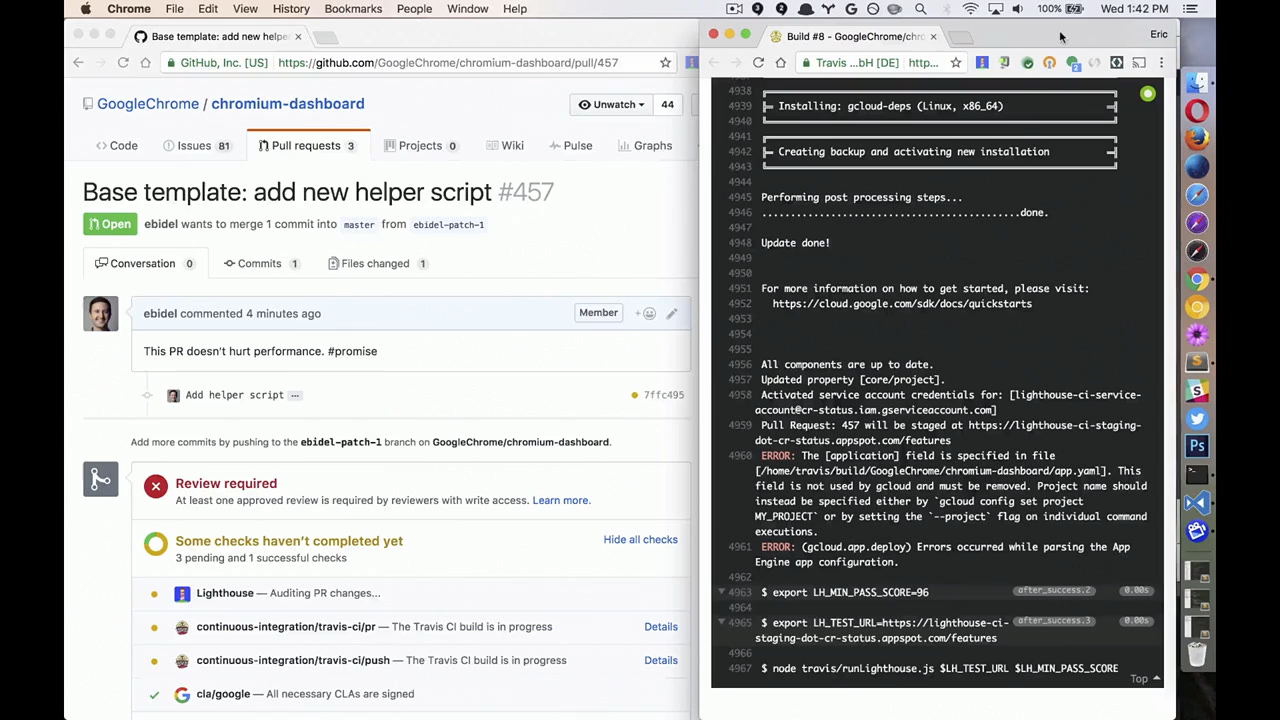 Chrome File Edit View History Bookmarks People Window Help
100% Wed 1:42 PM
Base template: add new helpe
GitHub, Inc. [US] https://github.com/GoogleChrome/chromium-dashboard/pull/457
GoogleChrome / chromium-dashboard
Unwatch 44
Code Issues 81 Pull requests 3 Projects 0 Wiki Pulse Graphs
Base template: add new helper script #457
Open ebidel wants to merge 1 commit into master from ebidel-patch-1
Conversation 0 Commits 1 Files changed 1
ebidel commented 4 minutes ago
Member
This PR doesn't hurt performance. #promise
Add helper script 7ffc495
Add more commits by pushing to the ebidel-patch-1 branch on GoogleChrome/chromium-dashboard.
Review required
At least one approved review is required by reviewers with write access. Learn more.
Some checks haven't completed yet
Hide all checks
3 pending and 1 successful checks
Lighthouse — Auditing PR changes...
continuous-integration/travis-ci/pr — The Travis CI build is in progress Details
continuous-integration/travis-ci/push — The Travis CI build is in progress Details
cla/google — All necessary CLAs are signed
Build #8 - GoogleChrome/chr
Eric
Travis ...bH [DE] http...
4938
4939 Installing: gcloud-deps (Linux, x86_64)
4940
4941
4942 Creating backup and activating new installation
4943
4944
4945 Performing post processing steps...
4946 ...........................................done.
4947
4948 Update done!
4949
4950
4951 For more information on how to get started, please visit:
4952 https://cloud.google.com/sdk/docs/quickstarts
4953
4954
4955
4956 All components are up to date.
4957 Updated property [core/project].
4958 Activated service account credentials for: [lighthouse-ci-service-
account@cr-status.iam.gserviceaccount.com]
4959 Pull Request: 457 will be staged at https://lighthouse-ci-staging-
dot-cr-status.appspot.com/features
4960 ERROR: The [application] field is specified in file
[/home/travis/build/GoogleChrome/chromium-dashboard/app.yaml]. This
field is not used by gcloud and must be removed. Project name should
instead be specified either by `gcloud config set project
MY_PROJECT` or by setting the `--project` flag on individual command
executions.
4961 ERROR: (gcloud.app.deploy) Errors occurred while parsing the App
Engine app configuration.
4962
4963 $ export LH_MIN_PASS_SCORE=96 after_success.2 0.00s
4964
4965 $ export LH_TEST_URL=https://lighthouse-ci- after_success.3 0.00s
staging-dot-cr-status.appspot.com/features
4966
4967 $ node travis/runLighthouse.js $LH_TEST_URL $LH_MIN_PASS_SCORE
Top